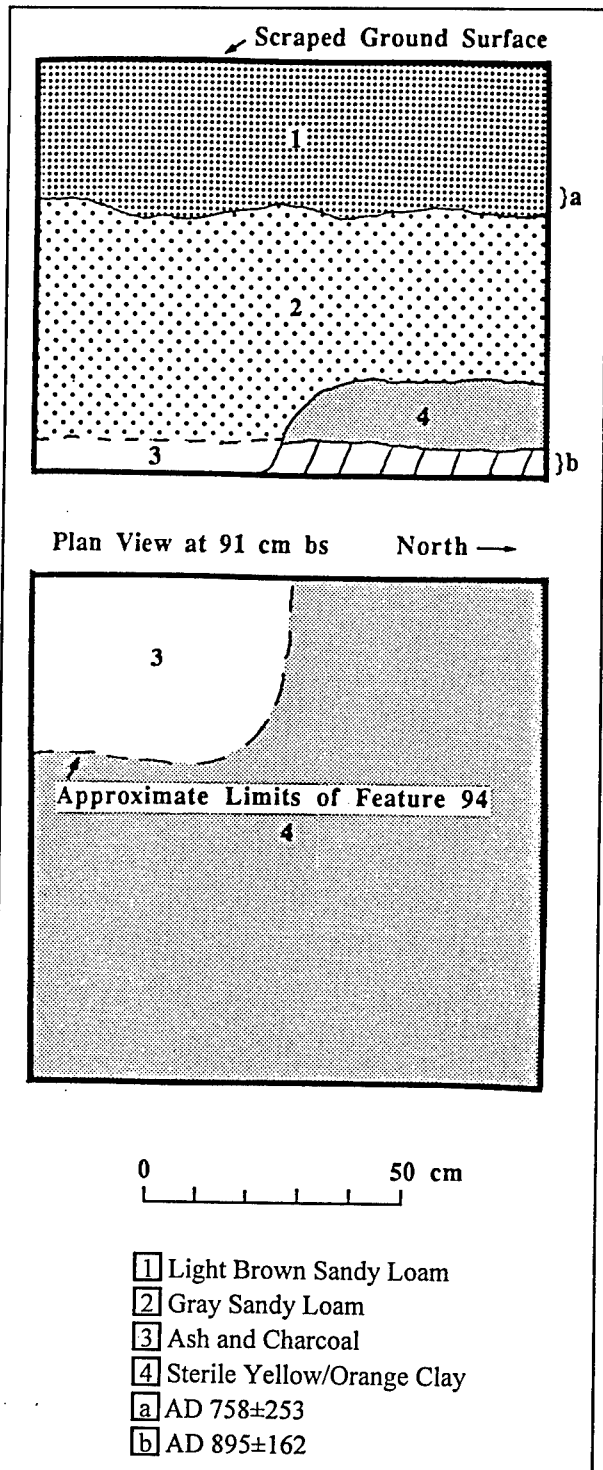 Scraped Ground Surface
1
}a
2
4
3
}b
Plan View at 91 cm bs North
3
Approximate Limits of Feature 94
4
0 50 cm
1 Light Brown Sandy Loam
2 Gray Sandy Loam
3 Ash and Charcoal
4 Sterile Yellow/Orange Clay
a AD 758±253
b AD 895±162